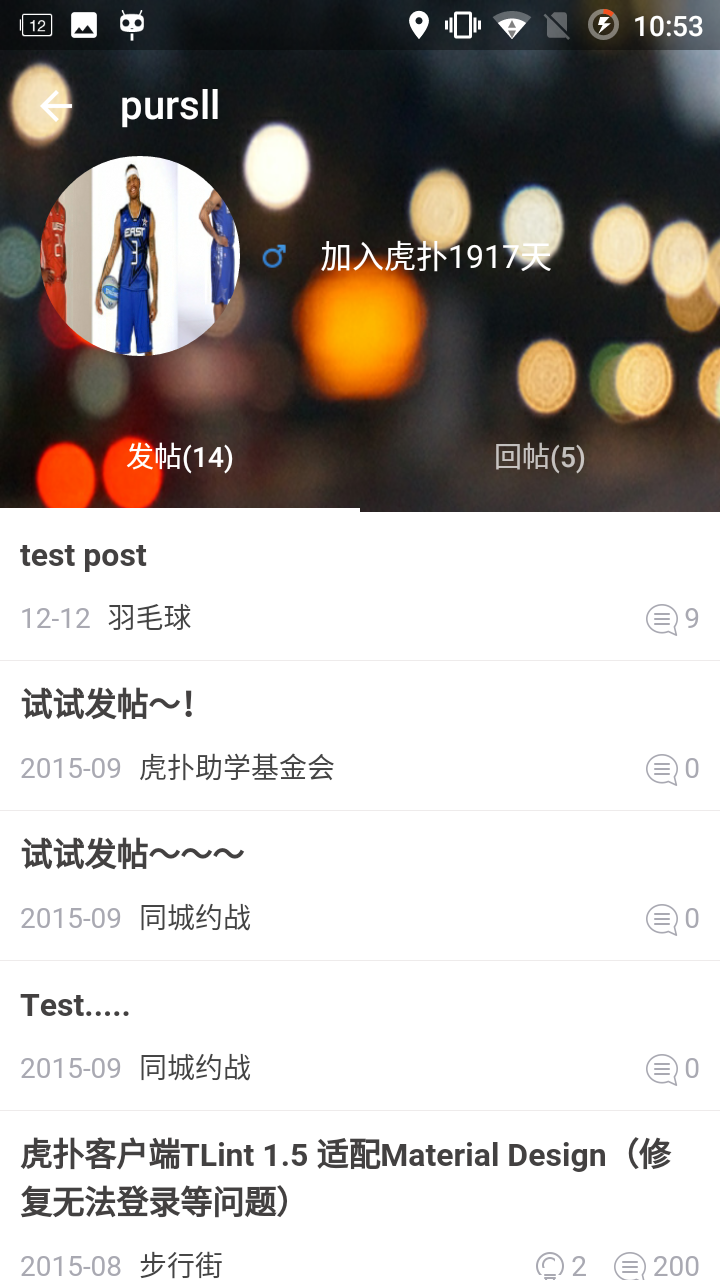 12
10:53
pursll
EAST
3
加入虎扑1917天
发帖(14)
回帖(5)
test post
12-12 羽毛球 9
试试发帖～！
2015-09 虎扑助学基金会 0
试试发帖～～～
2015-09 同城约战 0
Test.....
2015-09 同城约战 0
虎扑客户端TLint 1.5 适配Material Design（修
复无法登录等问题）
2015-08 步行街 2 200